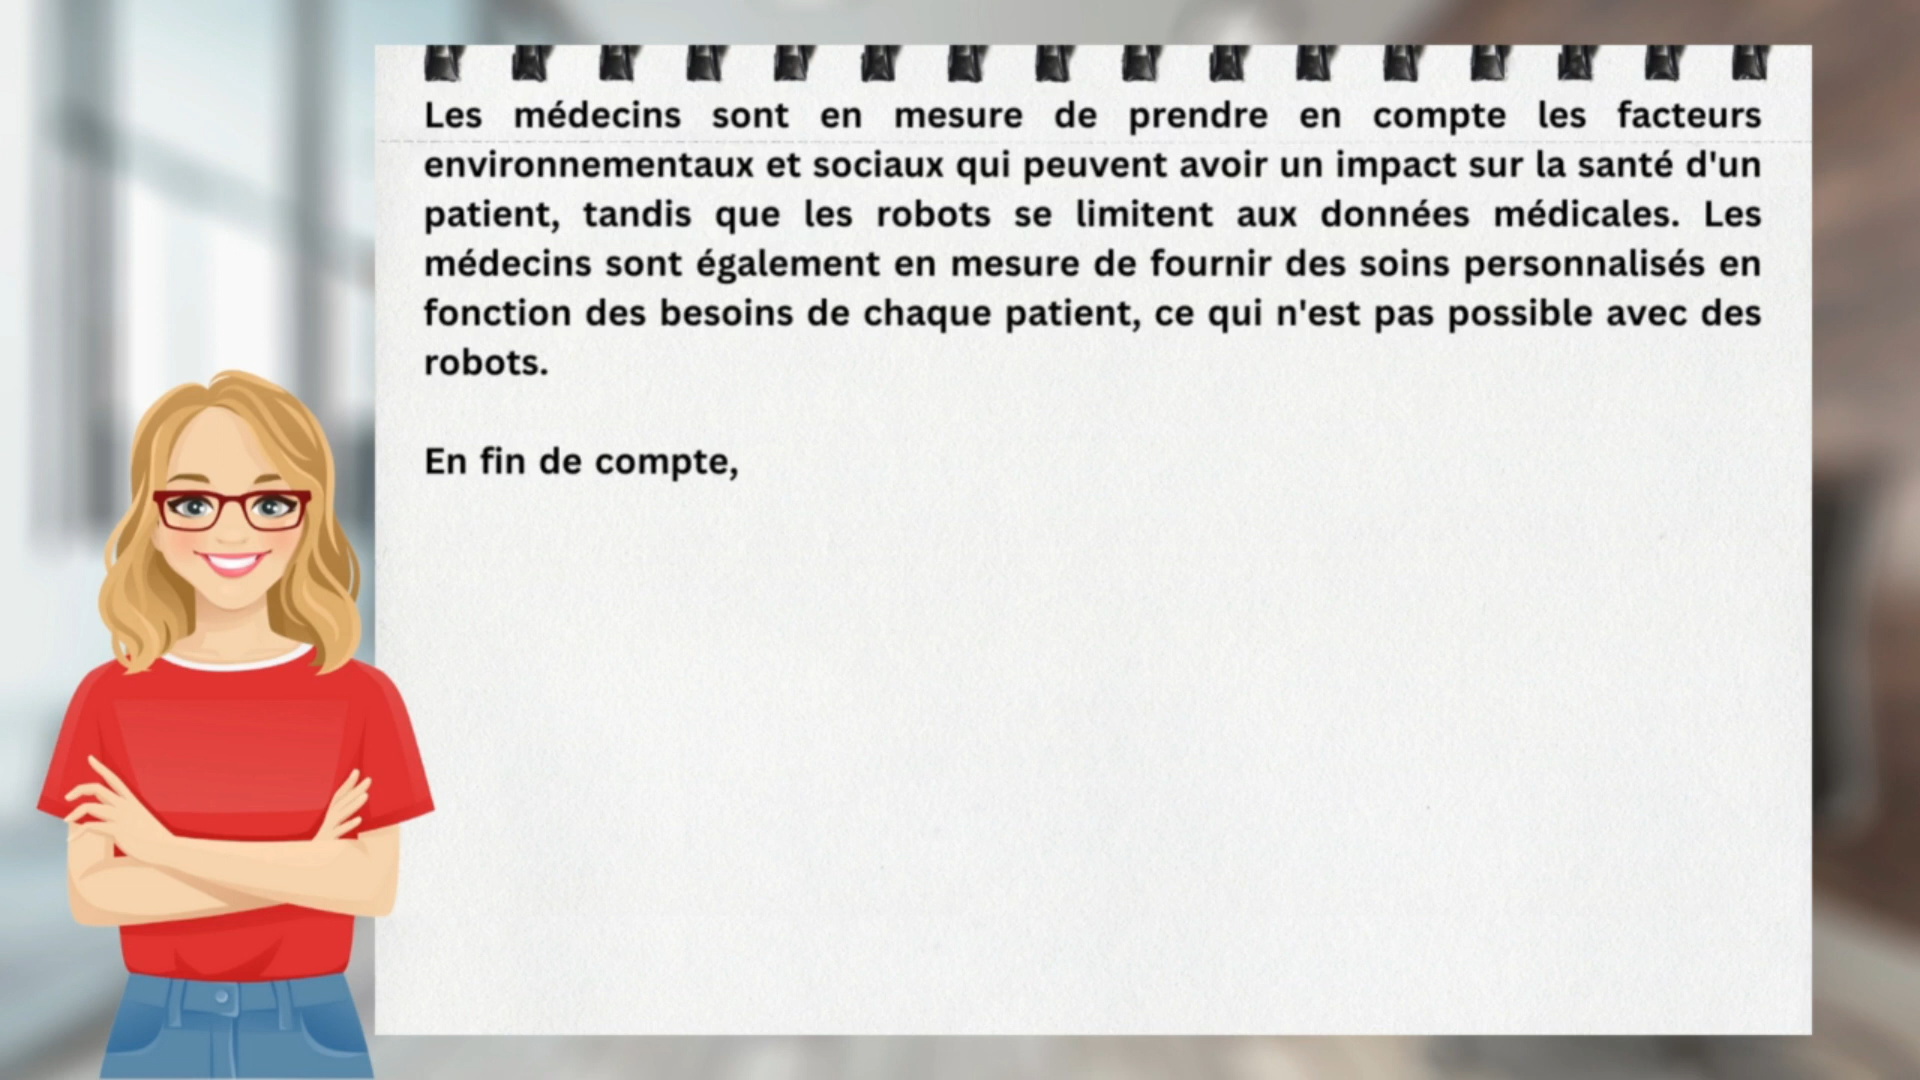 Les médecins sont en mesure de prendre en compte les facteurs
environnementaux et sociaux qui peuvent avoir un impact sur la santé d'un
patient, tandis que les robots se limitent aux données médicales. Les
médecins sont également en mesure de fournir des soins personnalisés en
fonction des besoins de chaque patient, ce qui n'est pas possible avec des
robots.
En fin de compte,